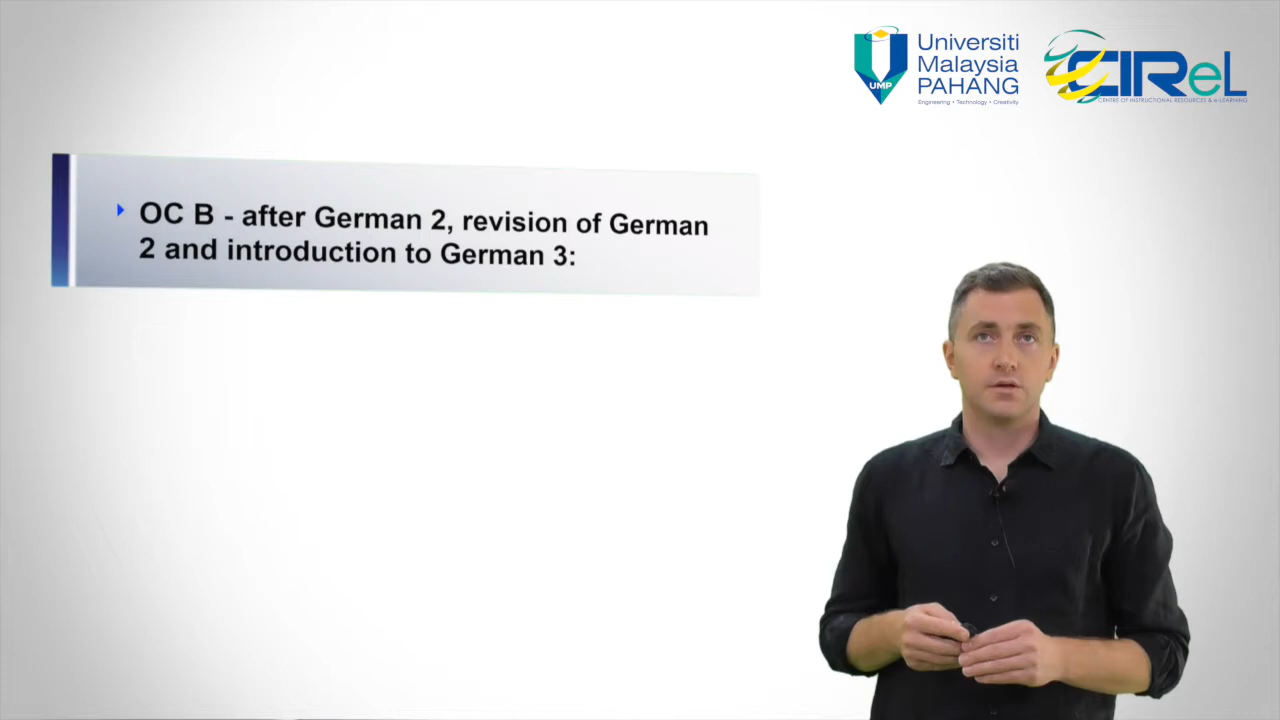 Universiti
Malaysia
PAHANG
Engineering • Technology • Creativity
UMP
CIReL
CENTRE OF INSTRUCTIONAL RESOURCES & e-LEARNING
OC B - after German 2, revision of German
2 and introduction to German 3: